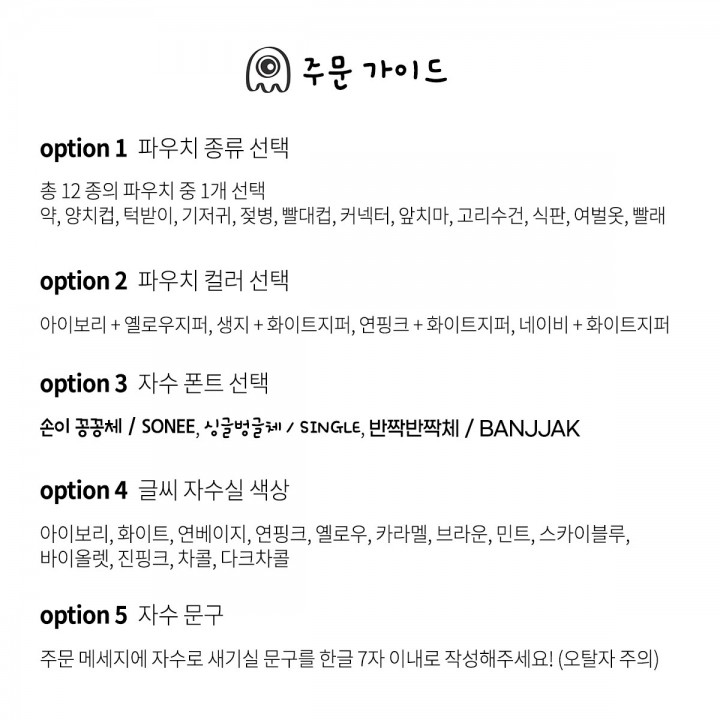 주문 가이드
option 1 파우치 종류 선택
총 12 종의 파우치 중 1개 선택
약, 양치컵, 턱받이, 기저귀, 젖병, 빨대컵, 커넥터, 앞치마, 고리수건, 식판, 여벌옷, 빨래
option 2 파우치 컬러 선택
아이보리 + 옐로우지퍼, 생지 + 화이트지퍼, 연핑크 + 화이트지퍼, 네이비 + 화이트지퍼
option 3 자수 폰트 선택
손이 꽁꽁체 / SONEE, 싱글벙글체 / SINGLE, 반짝반짝체 / BANJJAK
option 4 글씨 자수실 색상
아이보리, 화이트, 연베이지, 연핑크, 옐로우, 카라멜, 브라운, 민트, 스카이블루,
바이올렛, 진핑크, 차콜, 다크차콜
option 5 자수 문구
주문 메세지에 자수로 새기실 문구를 한글 7자 이내로 작성해주세요! (오탈자 주의)